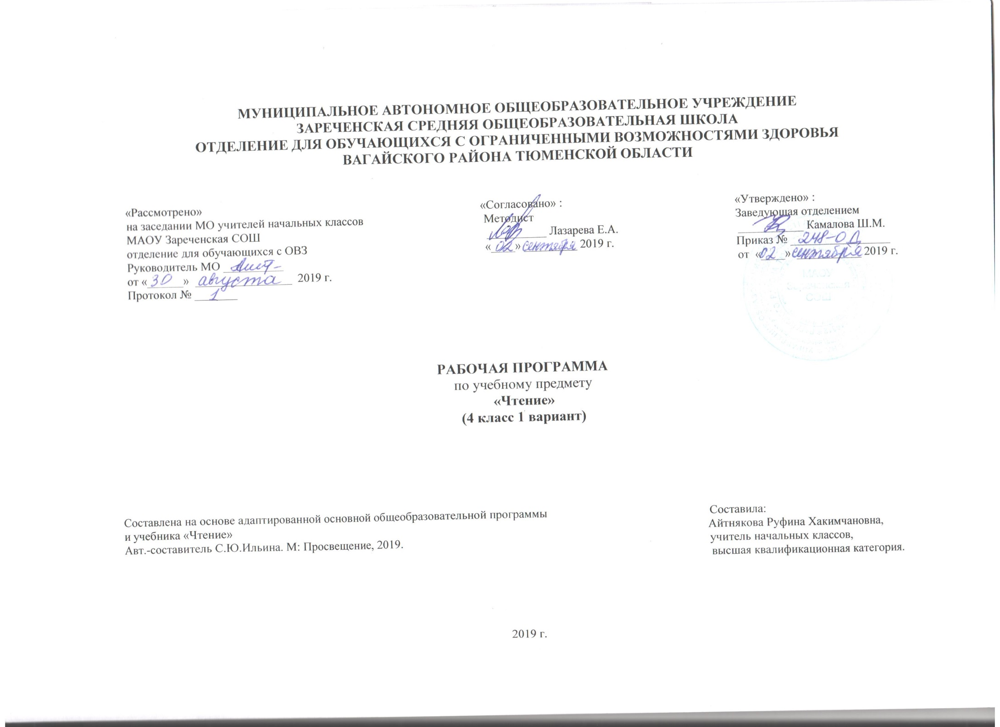 МУНИЦИПАЛЬНОЕ АВТОНОМНОЕ ОБЩЕОБРАЗОВАТЕЛЬНОЕ УЧРЕЖДЕНИЕ
ЗАРЕЧЕНСКАЯ СРЕДНЯЯ ОБЩЕОБРАЗОВАТЕЛЬНАЯ ШКОЛА
ОТДЕЛЕНИЕ ДЛЯ ОБУЧАЮЩИХСЯ С ОГРАНИЧЕННЫМИ ВОЗМОЖНОСТЯМИ ЗДОРОВЬЯ
ВАГАЙСКОГО РАЙОНА ТЮМЕНСКОЙ ОБЛАСТИ
«Рассмотрено»
на заседании МО учителей начальных классов
МАОУ Зареченская СОШ
отделение для обучающихся с ОВЗ
Руководитель МО
от «30» августа 2019 г.
Протокол № 1
«Согласовано» :
Методист
Лазарева Е.А.
«02» сентября 2019 г.
«Утверждено» :
Заведующая отделением
Камалова Ш.М.
Приказ № 248-ОД
от «02» сентября 2019 г.
МАОУ
Зареченская
СОШ
РАБОЧАЯ ПРОГРАММА
по учебному предмету
«Чтение»
(4 класс 1 вариант)
Составлена на основе адаптированной основной общеобразовательной программы
и учебника «Чтение»
Авт.-составитель С.Ю.Ильина. М: Просвещение, 2019.
Составила:
Айтнякова Руфина Хакимчановна,
учитель начальных классов,
высшая квалификационная категория.
2019 г.